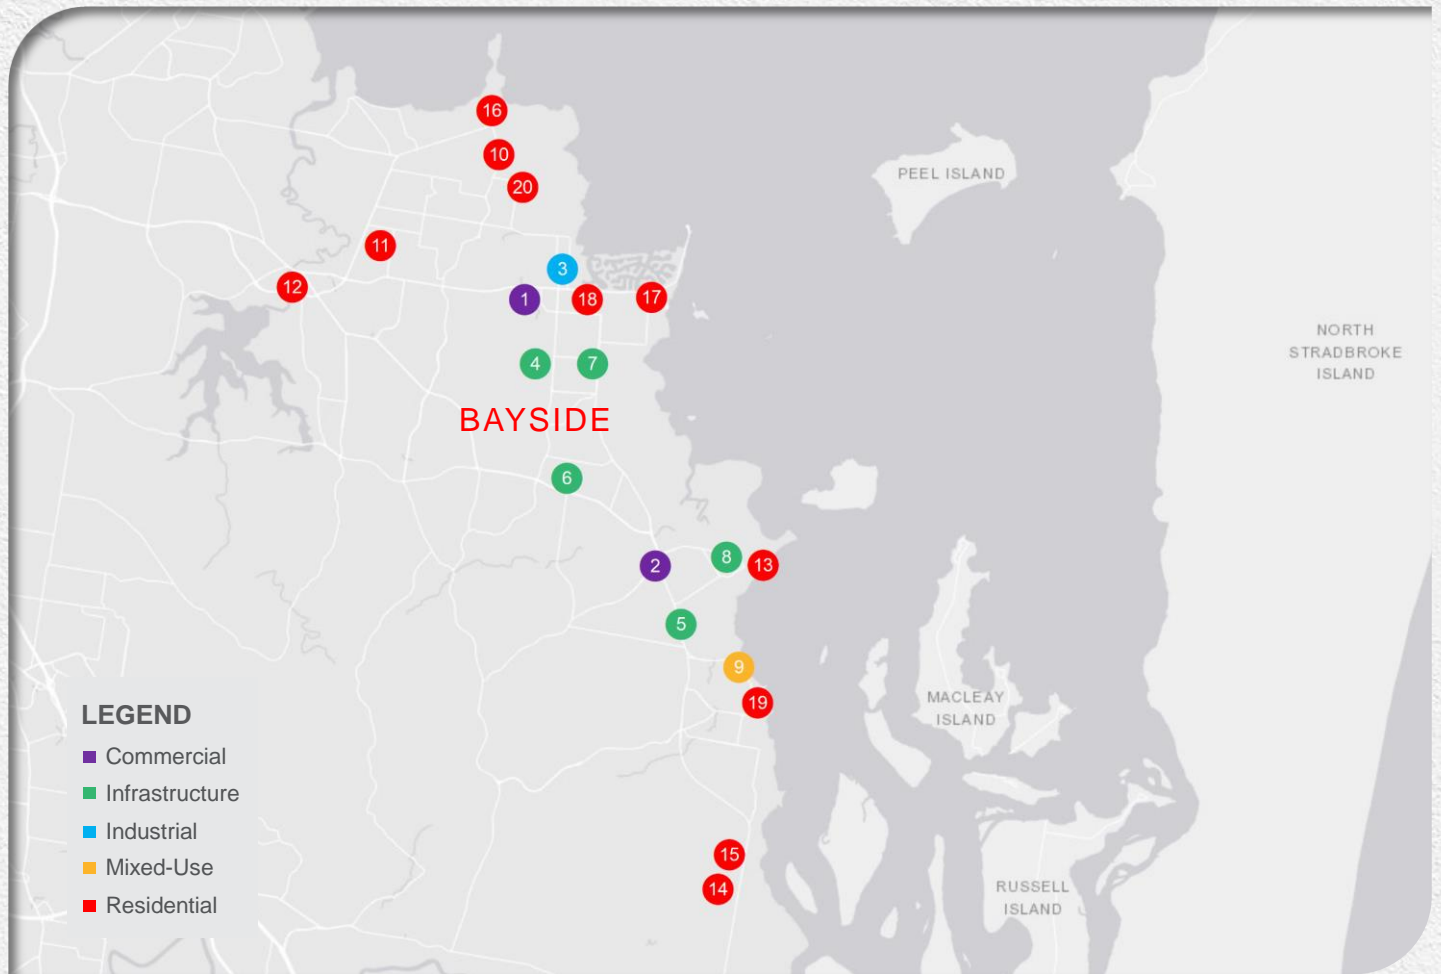 16
10
PEEL ISLAND
20
11
3
12
1
18
17
NORTH
STRADBROKE
ISLAND
4
7
BAYSIDE
6
2
8
13
5
9
19
MACLEAY
ISLAND
LEGEND
Commercial
Infrastructure
Industrial
Mixed-Use
Residential
15
14
RUSSELL
ISLAND